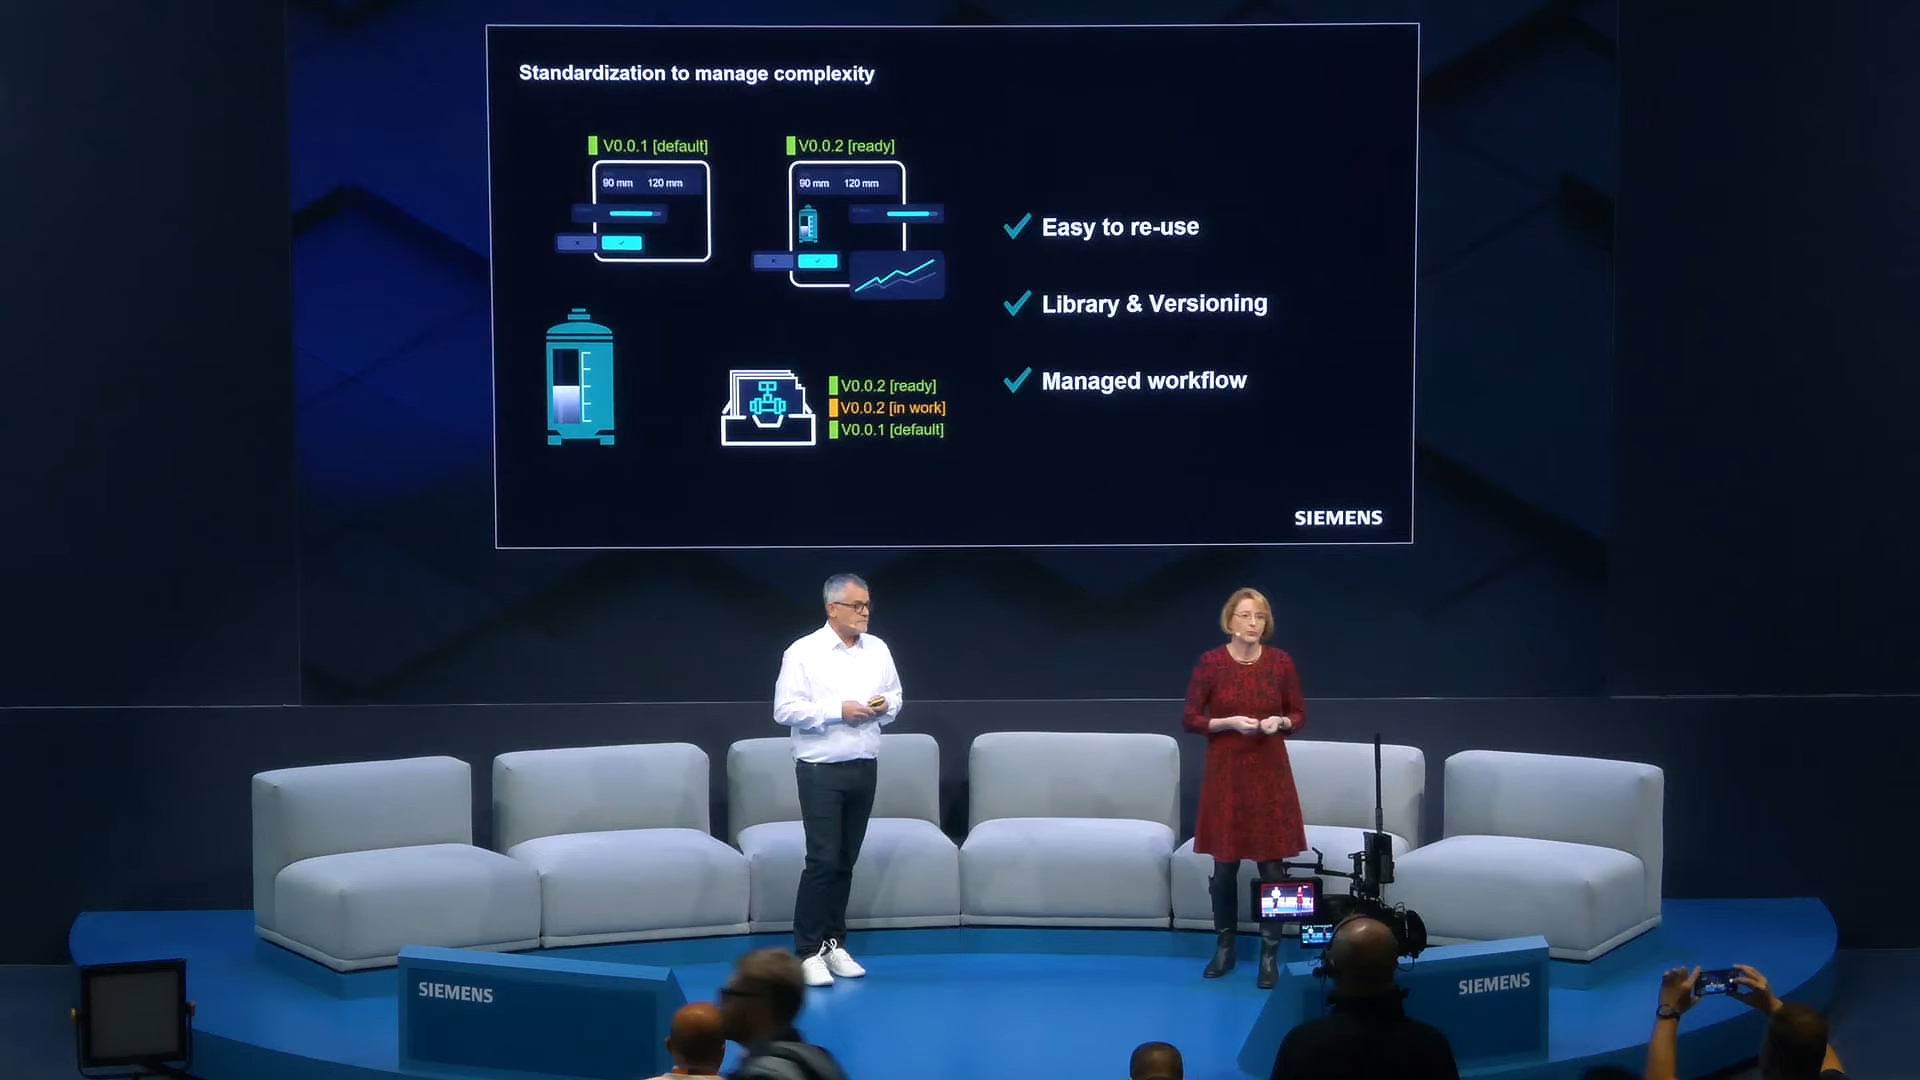 Standardization to manage complexity
V0.0.1 [default]
90 mm 120 mm
V0.0.2 [ready]
90 mm 120 mm
V0.0.2 [ready]
V0.0.2 [in work]
V0.0.1 [default]
Easy to re-use
Library & Versioning
Managed workflow
SIEMENS
SIEMENS
SIEMENS